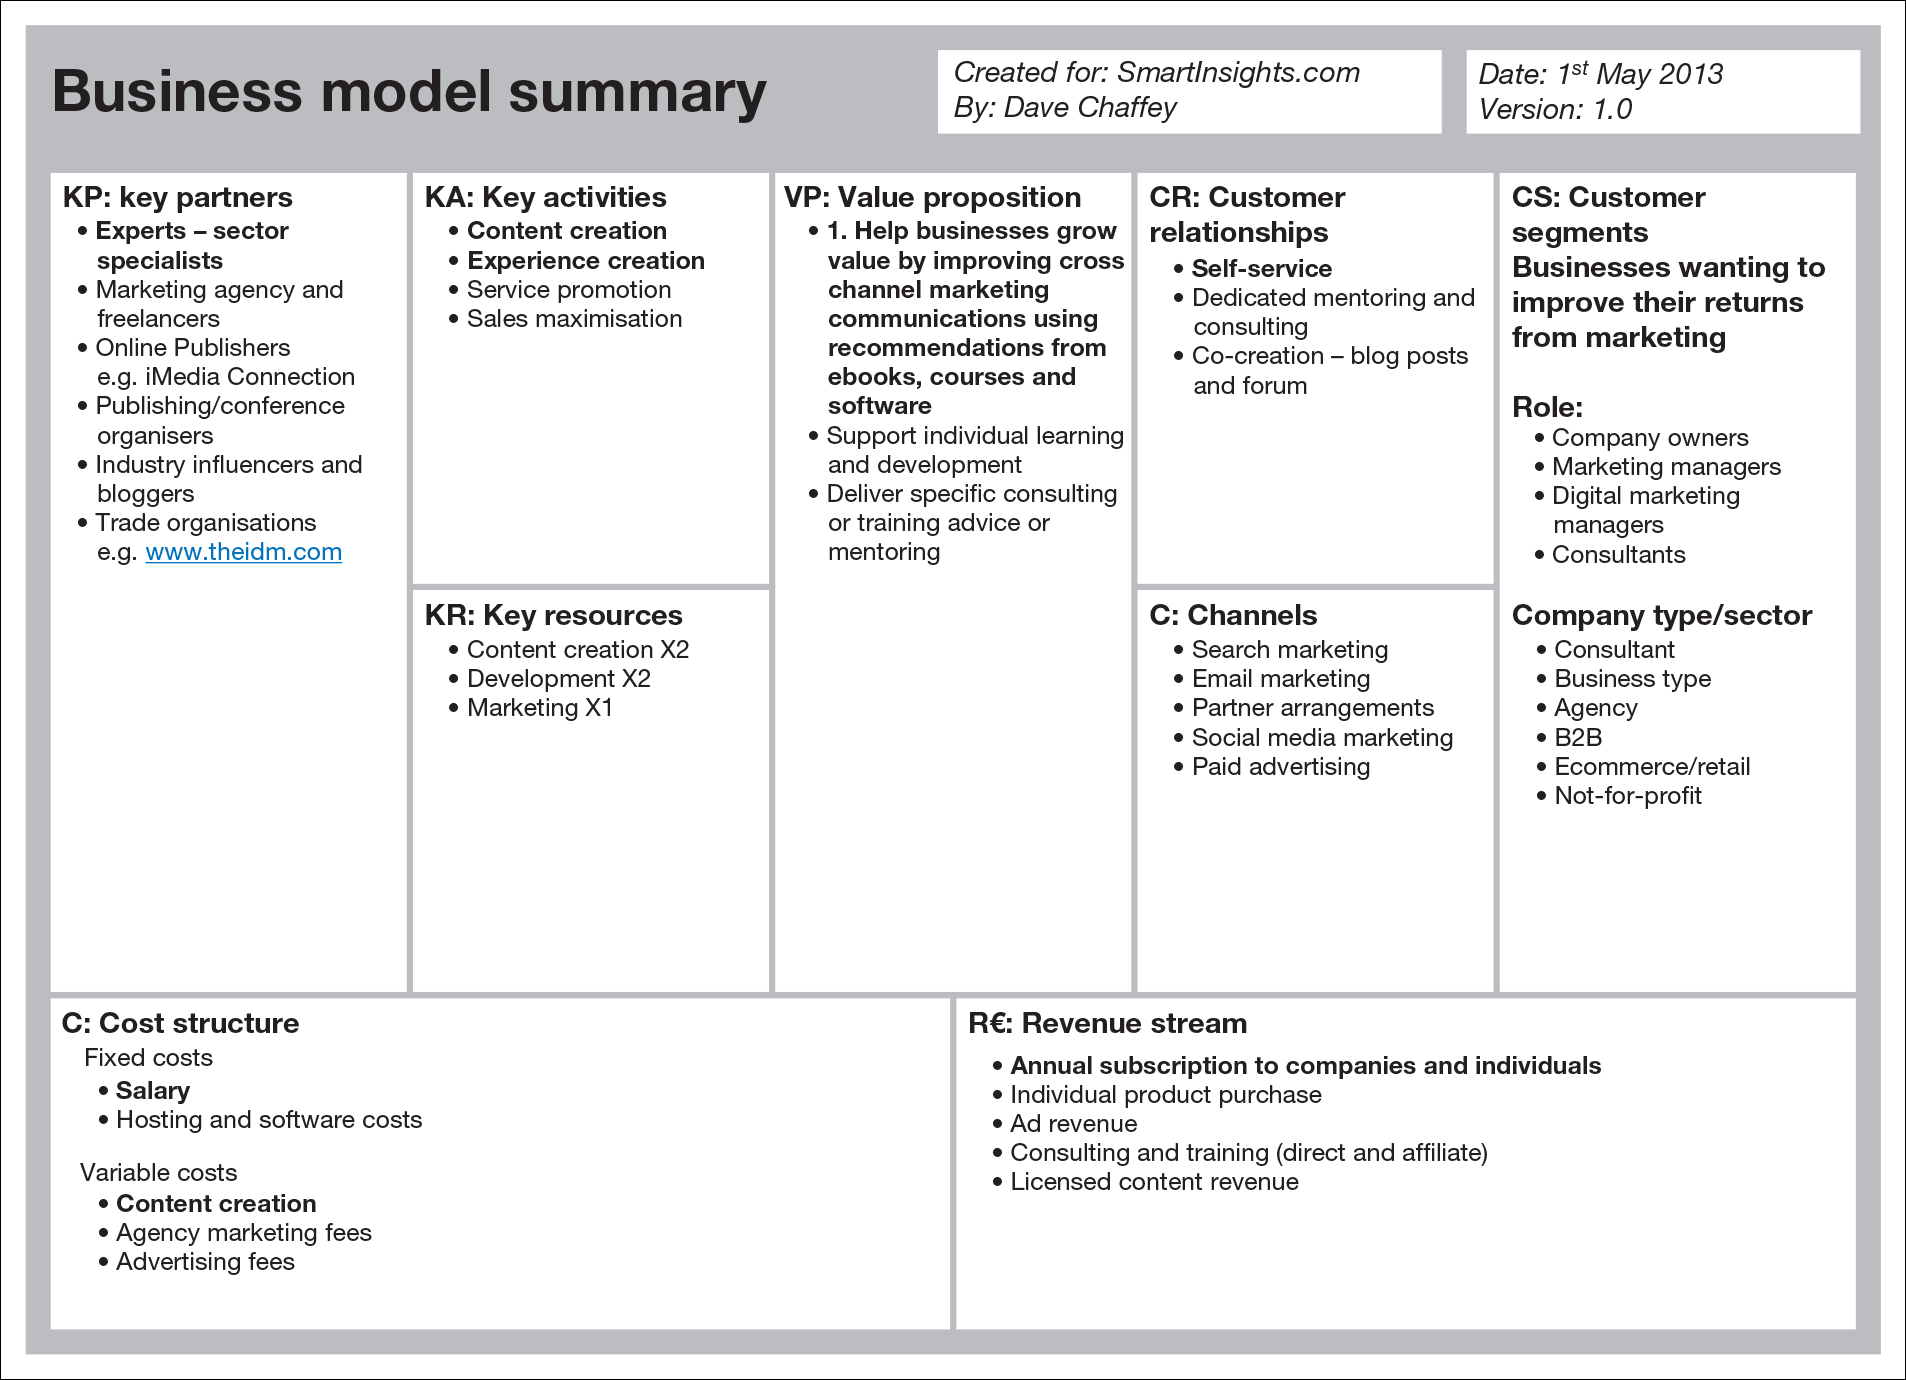 Business model summary
Created for: SmartInsights.com
By: Dave Chaffey
Date: 1st May 2013
Version: 1.0
KP: key partners
• Experts – sector
specialists
• Marketing agency and
freelancers
• Online Publishers
e.g. iMedia Connection
• Publishing/conference
organisers
• Industry influencers and
bloggers
• Trade organisations
e.g. www.theidm.com
KA: Key activities
• Content creation
• Experience creation
• Service promotion
• Sales maximisation
KR: Key resources
• Content creation X2
• Development X2
• Marketing X1
VP: Value proposition
• 1. Help businesses grow
value by improving cross
channel marketing
communications using
recommendations from
ebooks, courses and
software
• Support individual learning
and development
• Deliver specific consulting
or training advice or
mentoring
CR: Customer
relationships
• Self-service
• Dedicated mentoring and
consulting
• Co-creation – blog posts
and forum
C: Channels
• Search marketing
• Email marketing
• Partner arrangements
• Social media marketing
• Paid advertising
CS: Customer
segments
Businesses wanting to
improve their returns
from marketing
Role:
• Company owners
• Marketing managers
• Digital marketing
managers
• Consultants
Company type/sector
• Consultant
• Business type
• Agency
• B2B
• Ecommerce/retail
• Not-for-profit
C: Cost structure
Fixed costs
• Salary
• Hosting and software costs
Variable costs
• Content creation
• Agency marketing fees
• Advertising fees
R€: Revenue stream
• Annual subscription to companies and individuals
• Individual product purchase
• Ad revenue
• Consulting and training (direct and affiliate)
• Licensed content revenue